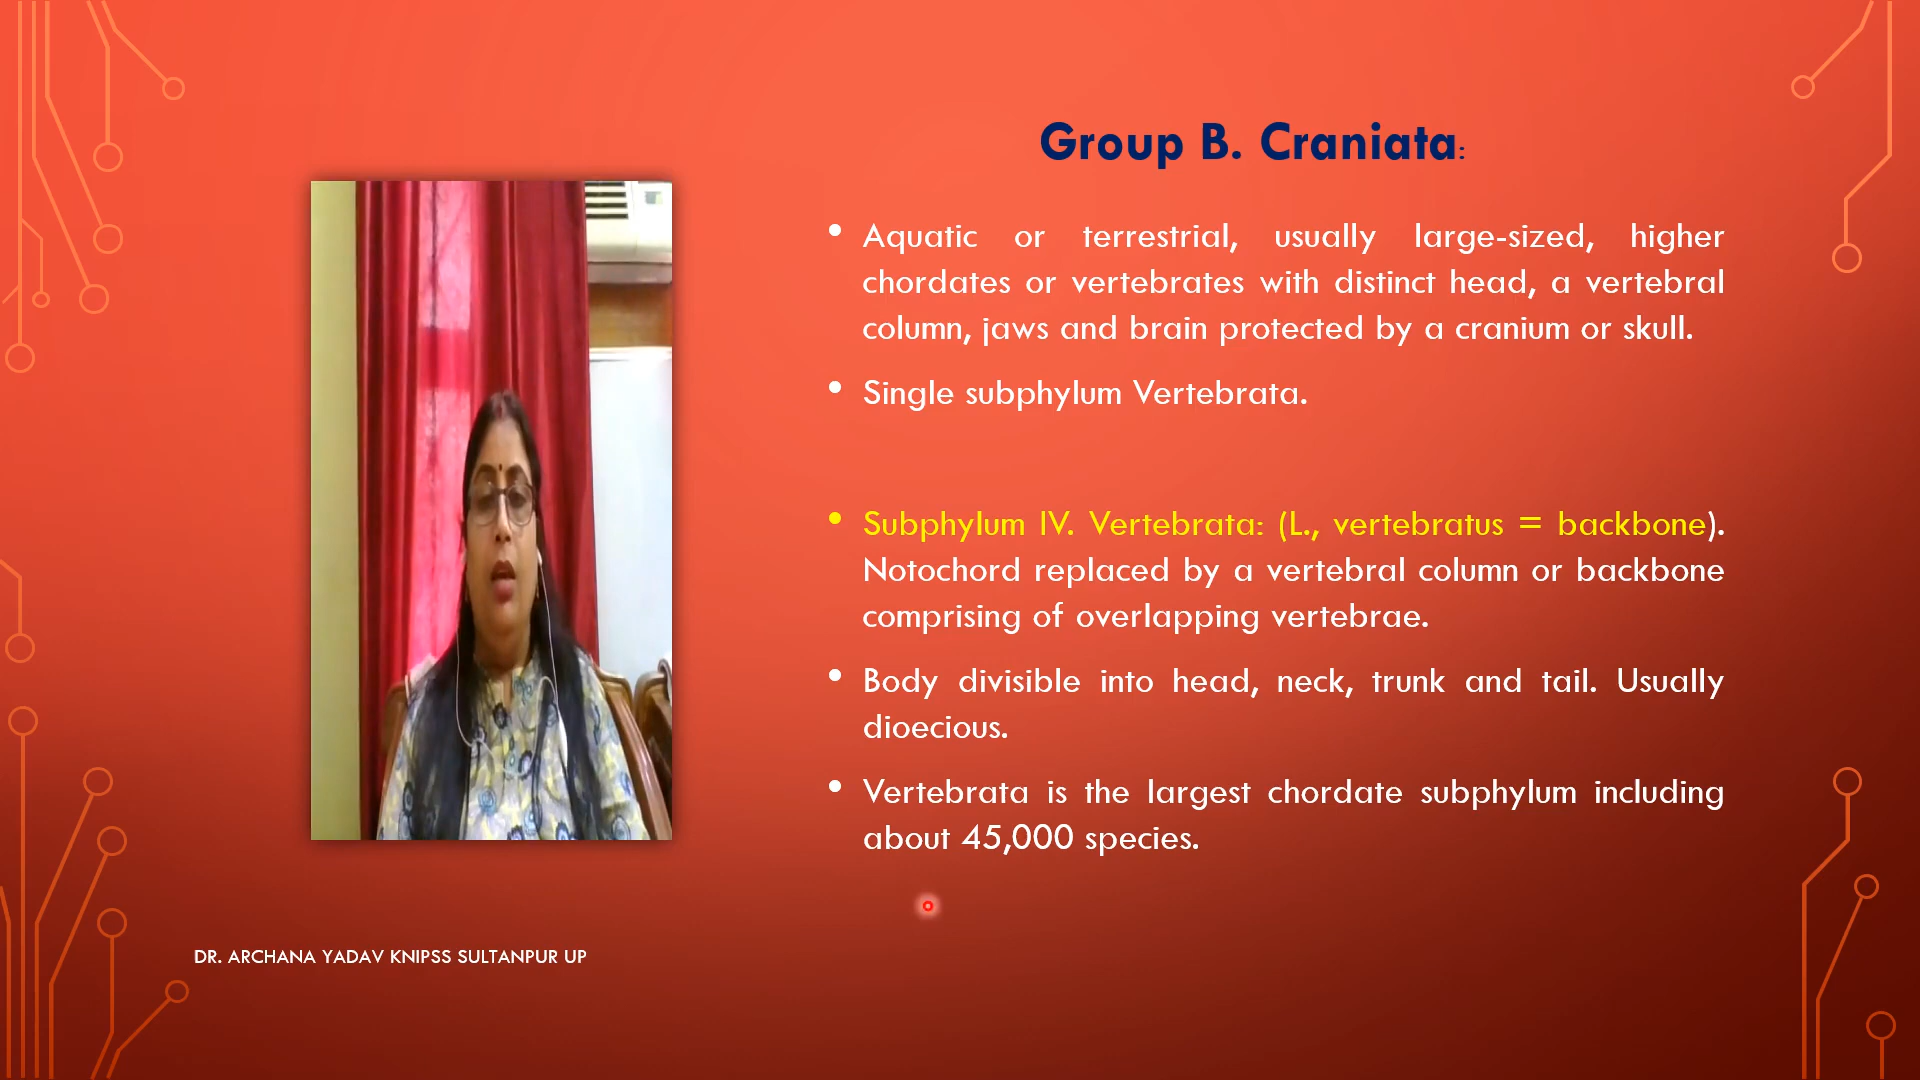 Group B. Craniata:
• Aquatic or terrestrial, usually large-sized, higher
chordates or vertebrates with distinct head, a vertebral
column, jaws and brain protected by a cranium or skull.
• Single subphylum Vertebrata.
• Subphylum IV. Vertebrata: (L., vertebratus = backbone).
Notochord replaced by a vertebral column or backbone
comprising of overlapping vertebrae.
• Body divisible into head, neck, trunk and tail. Usually
dioecious.
• Vertebrata is the largest chordate subphylum including
about 45,000 species.
DR. ARCHANA YADAV KNIPSS SULTANPUR UP